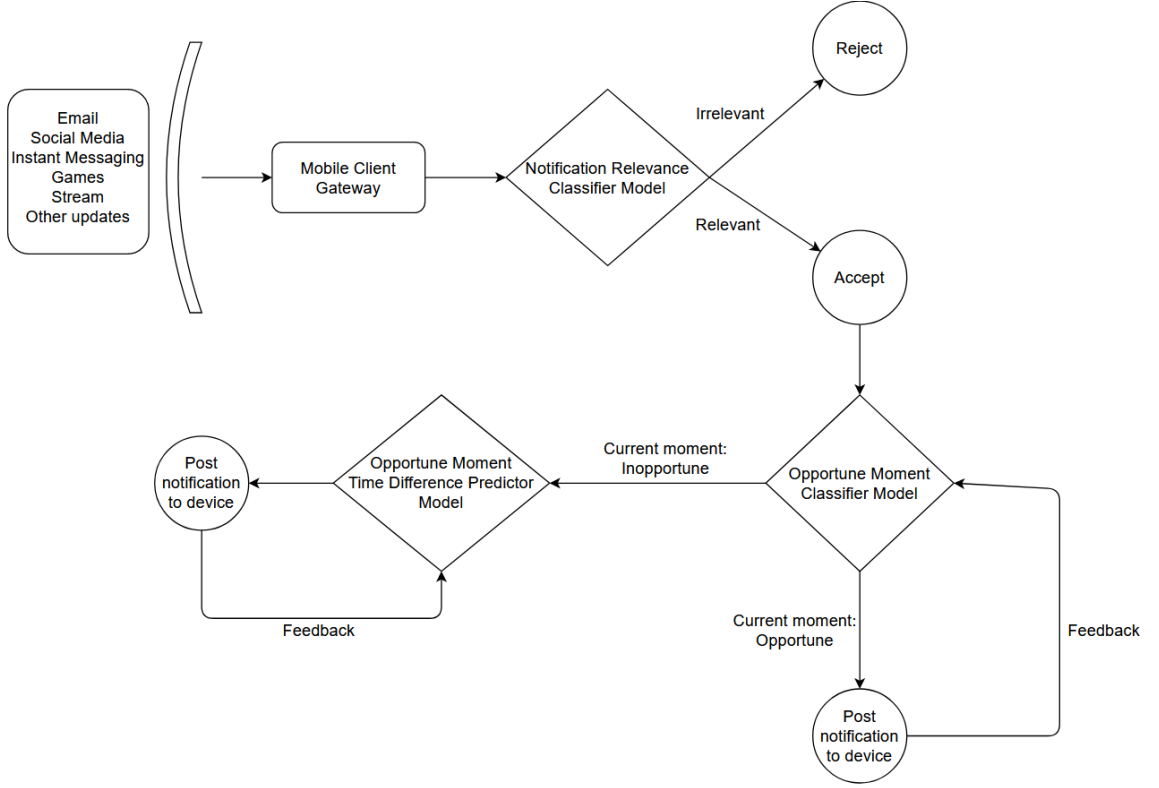 Email
Social Media
Instant Messaging
Games
Stream
Other updates
Mobile Client
Gateway
Notification Relevance
Classifier Model
Irrelevant
Reject
Relevant
Accept
Opportune Moment
Classifier Model
Current moment:
Inopportune
Opportune Moment
Time Difference Predictor
Model
Post
notification
to device
Feedback
Current moment:
Opportune
Post
notification
to device
Feedback